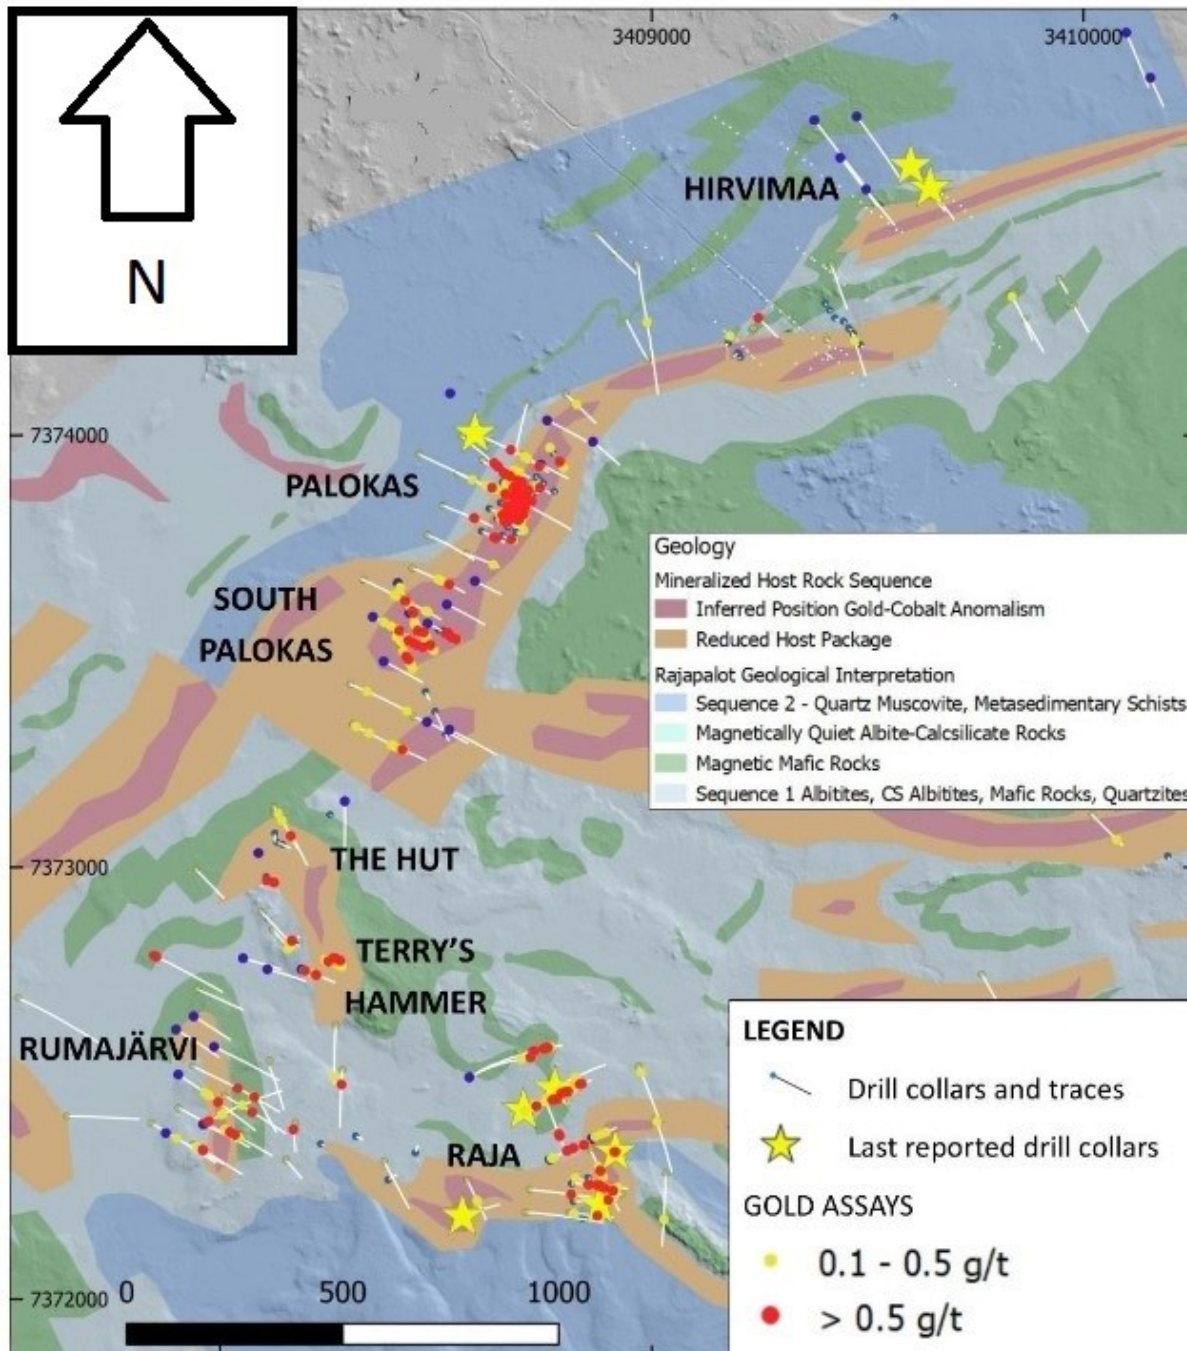 3409000
3410000
N
HIRVIMAA
7374000
PALOKAS
SOUTH
PALOKAS
Geology
Mineralized Host Rock Sequence
Inferred Position Gold-Cobalt Anomalism
Reduced Host Package
Rajapalot Geological Interpretation
Sequence 2 - Quartz Muscovite, Metasedimentary Schists
Magnetically Quiet Albite-Calcsilicate Rocks
Magnetic Mafic Rocks
Sequence 1 Albitites, CS Albitites, Mafic Rocks, Quartzites
THE HUT
7373000
TERRY'S
HAMMER
RUMAJÄRVI
RAJA
LEGEND
Drill collars and traces
Last reported drill collars
GOLD ASSAYS
0.1 - 0.5 g/t
> 0.5 g/t
7372000
0 500 1000